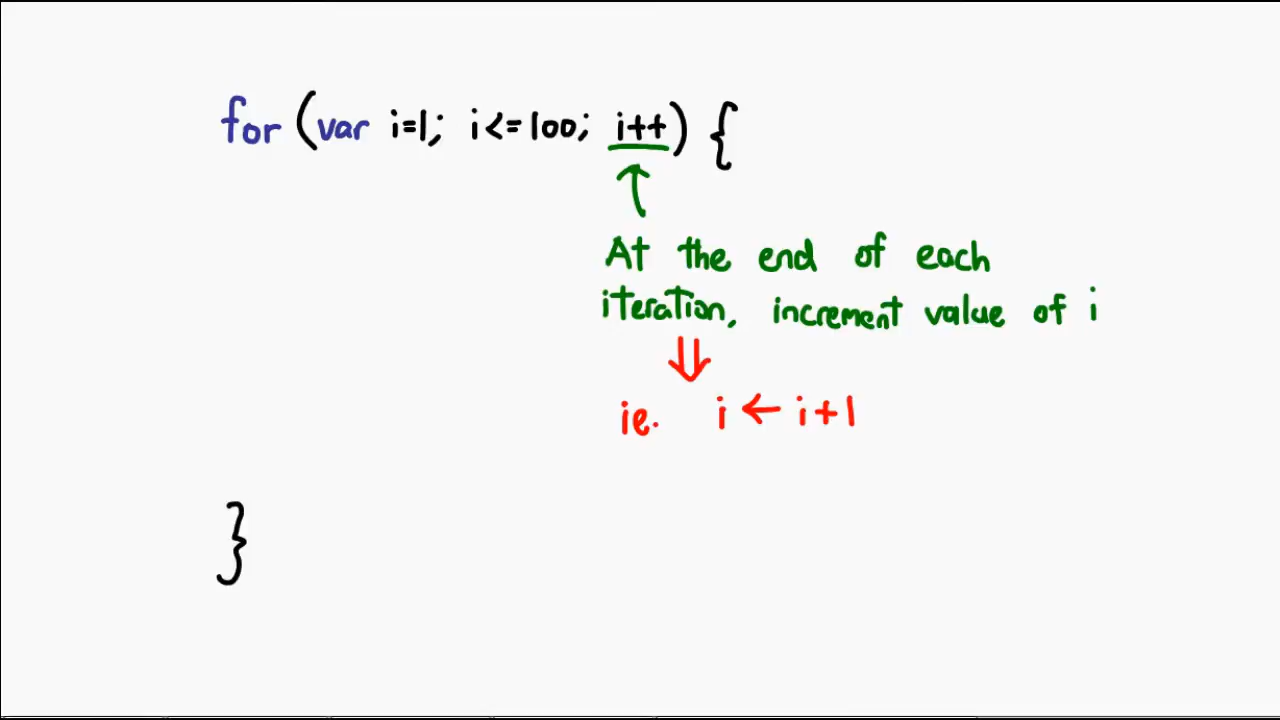 for (var i=1; i<=100; i++) {
At the end of each
iteration, increment value of i
ie. i ← i+1
}